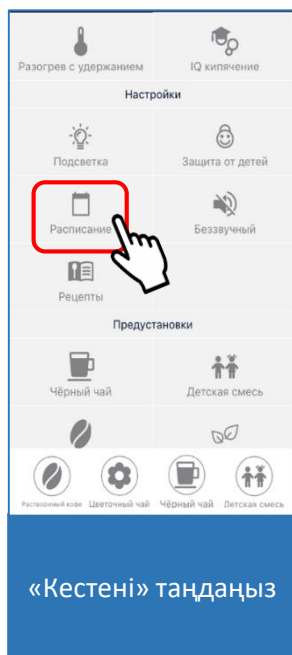 Разогрев с удержанием IQ кипячение
Настройки
Подсветка Защита от детей
Расписание Беззвучный
Рецепты
Предустановки
Чёрный чай Детская смесь
Растворимый кофе Цветочный чай Чёрный чай Детская смесь
«Кестені» таңдаңыз